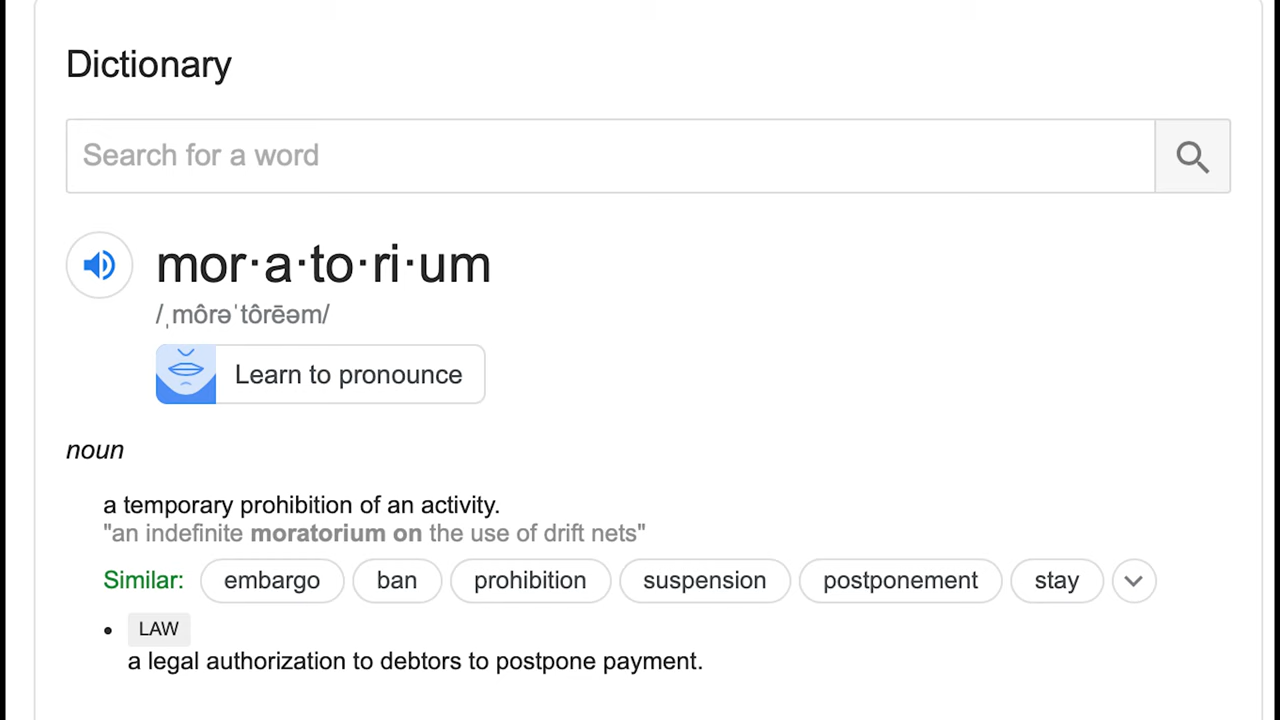 Dictionary
Search for a word
mor·a·to·ri·um
/ˌmôrəˈtôrēəm/
Learn to pronounce
noun
a temporary prohibition of an activity.
"an indefinite moratorium on the use of drift nets"
Similar: embargo ban prohibition suspension postponement stay
• LAW
a legal authorization to debtors to postpone payment.